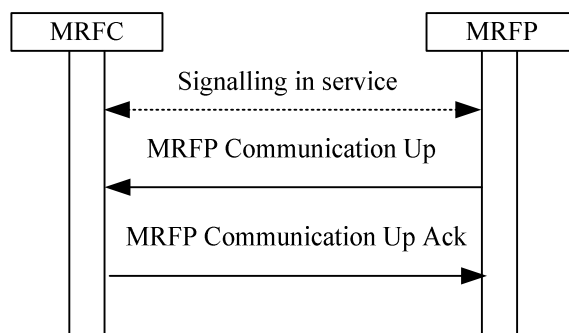 MRFC
MRFP
Signalling in service
MRFP Communication Up
MRFP Communication Up Ack